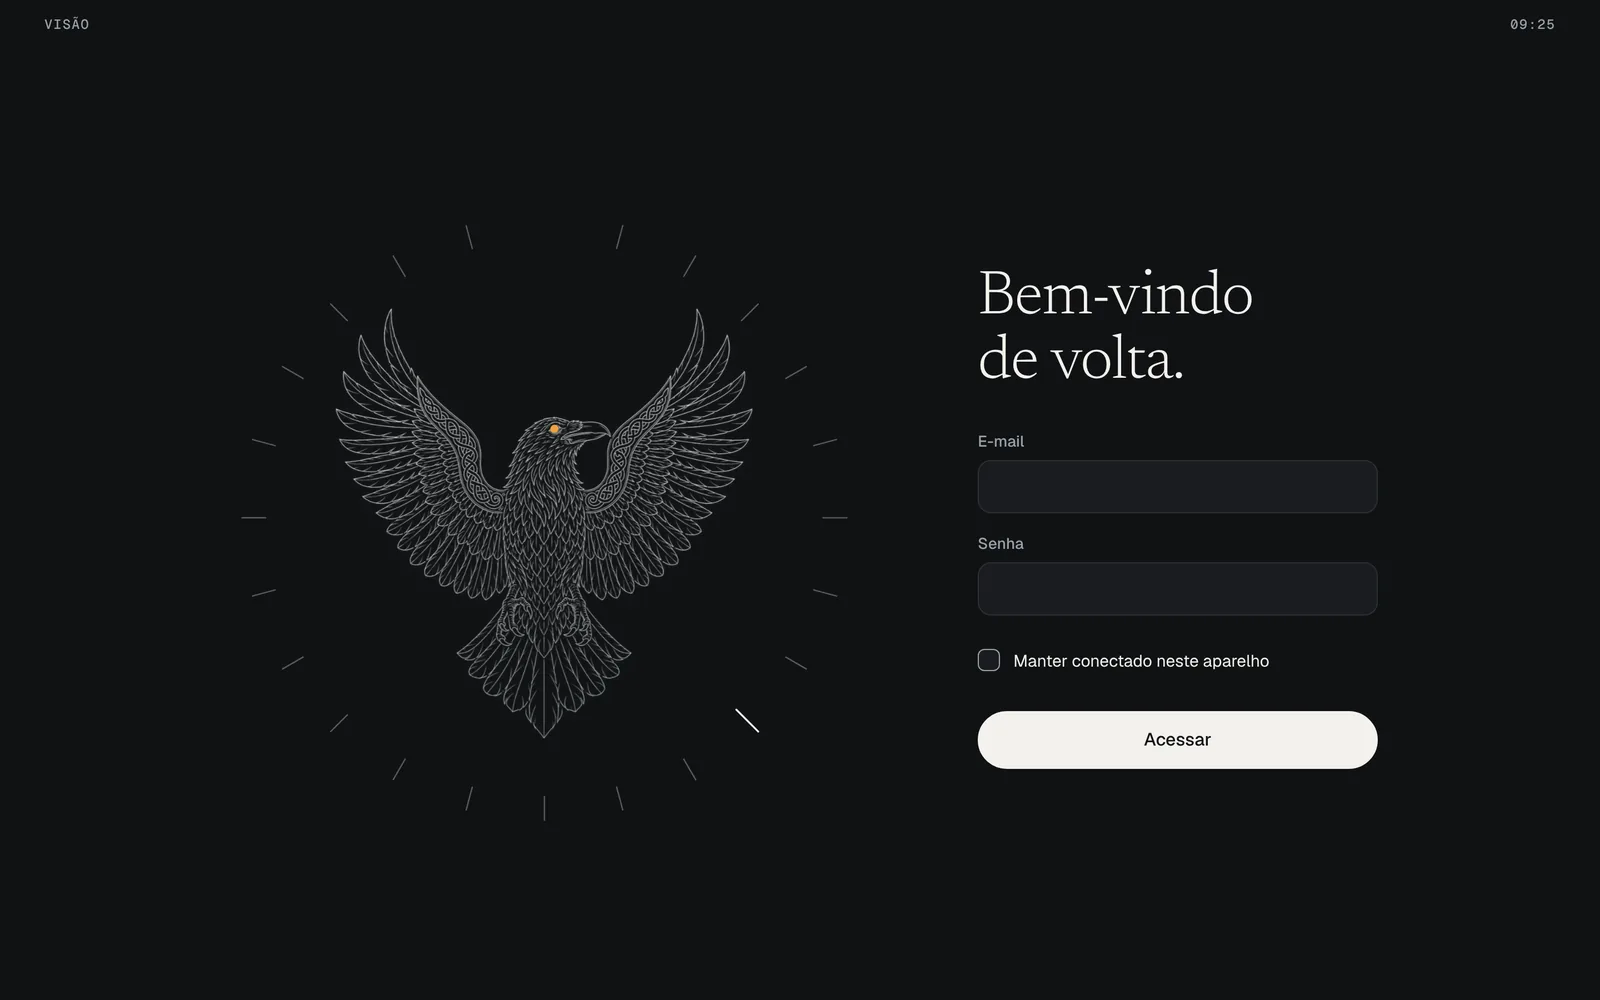 VISÃO
09:25
Bem-vindo
de volta.
E-mail
Senha
Manter conectado neste aparelho
Acessar